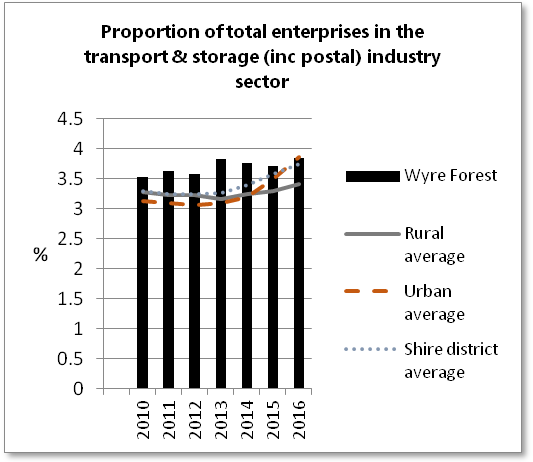 Proportion of total enterprises in the
transport & storage (inc postal) industry
sector
4.5
4
3.5
3
2.5
2
1.5
1
0.5
0
%
2010
2011
2012
2013
2014
2015
2016
Wyre Forest
Rural
average
Urban
average
Shire district
average